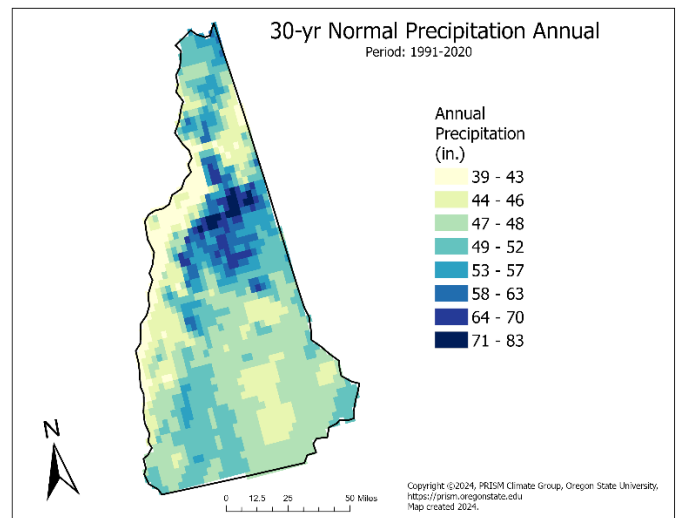 30-yr Normal Precipitation Annual
Period: 1991-2020
Annual
Precipitation
(in.)
39 - 43
44 - 46
47 - 48
49 - 52
53 - 57
58 - 63
64 - 70
71 - 83
N
0 12.5 25 50 Miles
Copyright ©2024, PRISM Climate Group, Oregon State University,
https://prism.oregonstate.edu
Map created 2024.